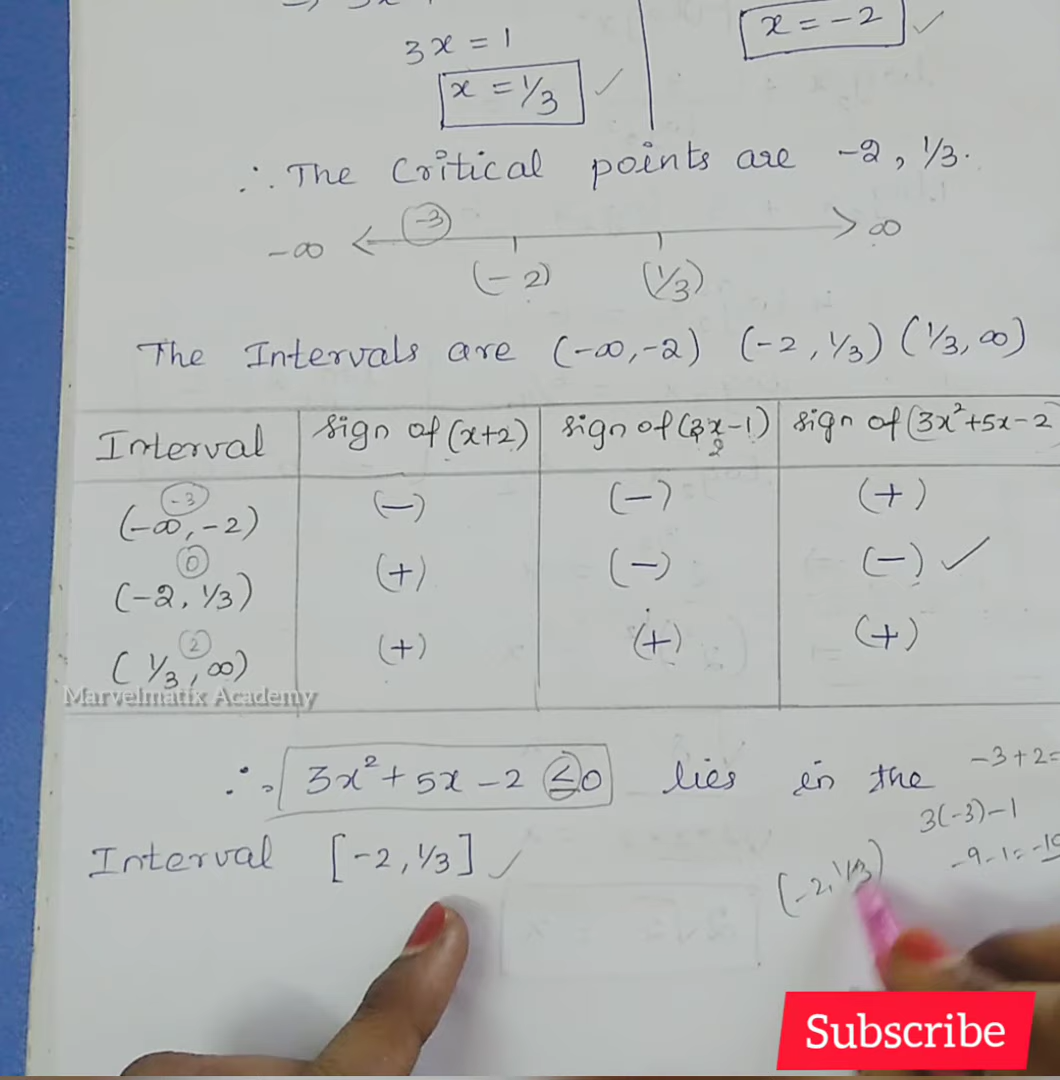 3x = 1
x = -2 ✓
x = 1/3 ✓
∴ The Critical points are -2, 1/3.
-3
-∞ ∞
(-2) (1/3)
The Intervals are (-∞,-2) (-2, 1/3) (1/3, ∞)
Interval sign of (x+2) sign of (3x-1) sign of (3x²+5x-2
-3
(-∞,-2) (-) (-) (+)
0
(-2, 1/3) (+) (-) (-) ✓
2
(1/3, ∞) (+) (+) (+)
Marvelmatix Academy
∴ 3x²+5x-2 ≤0 lies in the
-3+2=
3(-3)-1
Interval [-2, 1/3] ✓
-9-1=-10
(-2, 1/3)
Subscribe